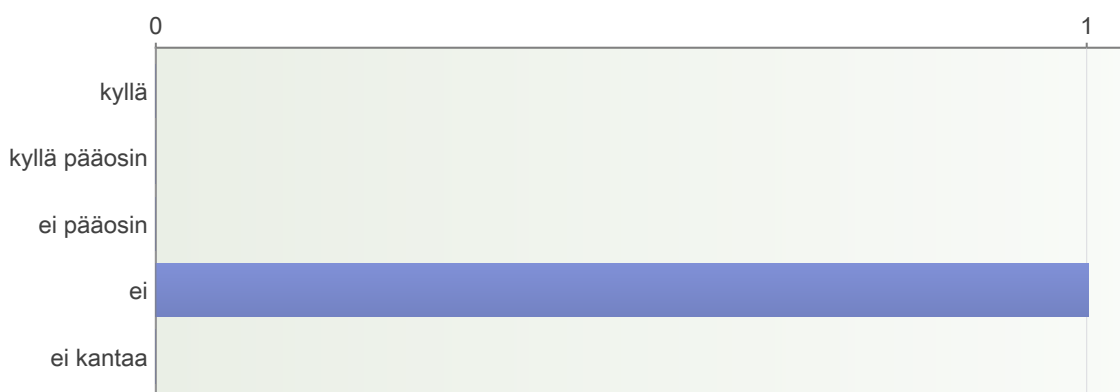 0 1
kyllä
kyllä pääosin
ei pääosin
ei
ei kantaa